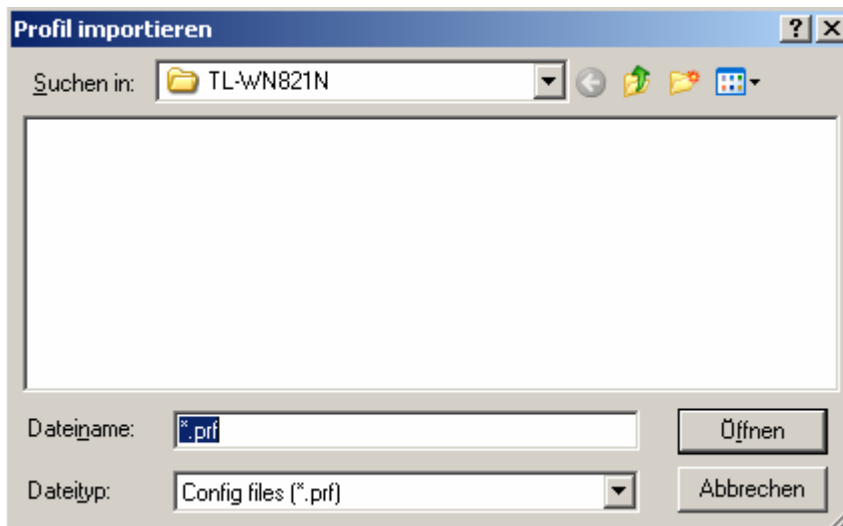 Profil importieren
Suchen in: TL-WN821N
Dateiname: *.prf Öffnen
Dateityp: Config files (*.prf) Abbrechen